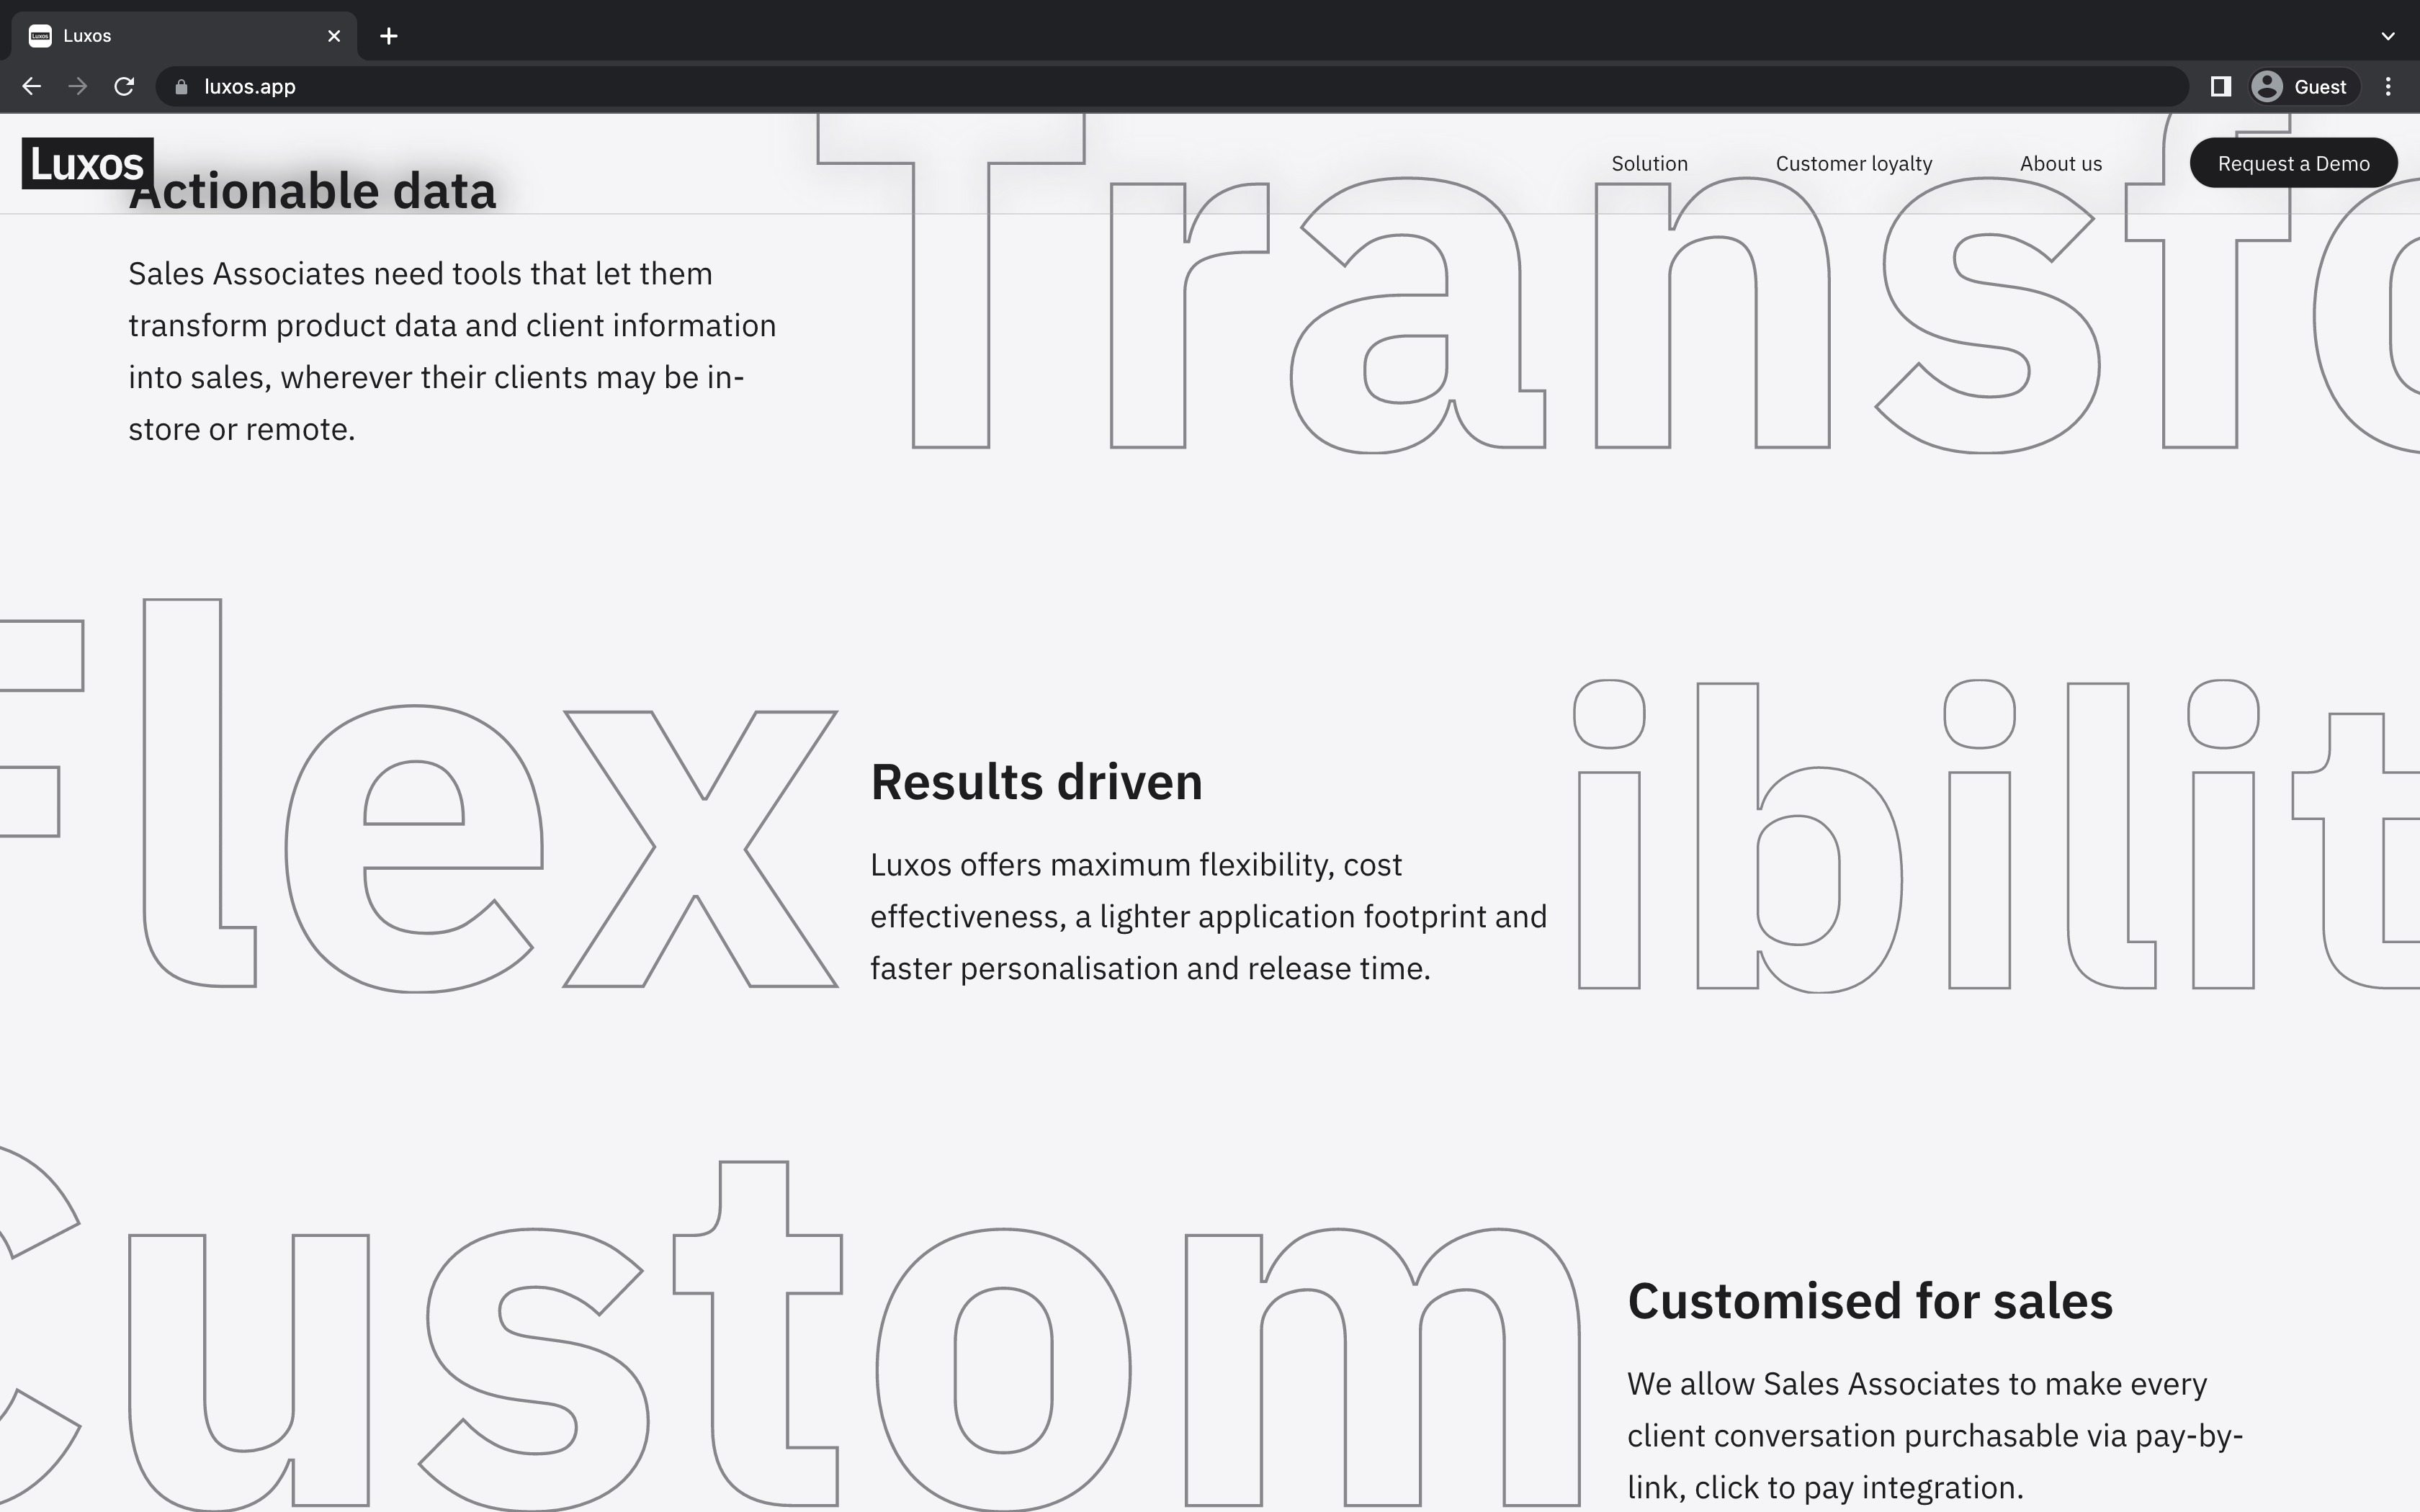 Luxos
luxos.app
Guest
Luxos
Solution
Customer loyalty
About us
Request a Demo
Actionable data
Sales Associates need tools that let them
transform product data and client information
into sales, wherever their clients may be in-
store or remote.
Transfo
Flex
Results driven
Luxos offers maximum flexibility, cost
effectiveness, a lighter application footprint and
faster personalisation and release time.
ibilit
Custom
Customised for sales
We allow Sales Associates to make every
client conversation purchasable via pay-by-
link, click to pay integration.